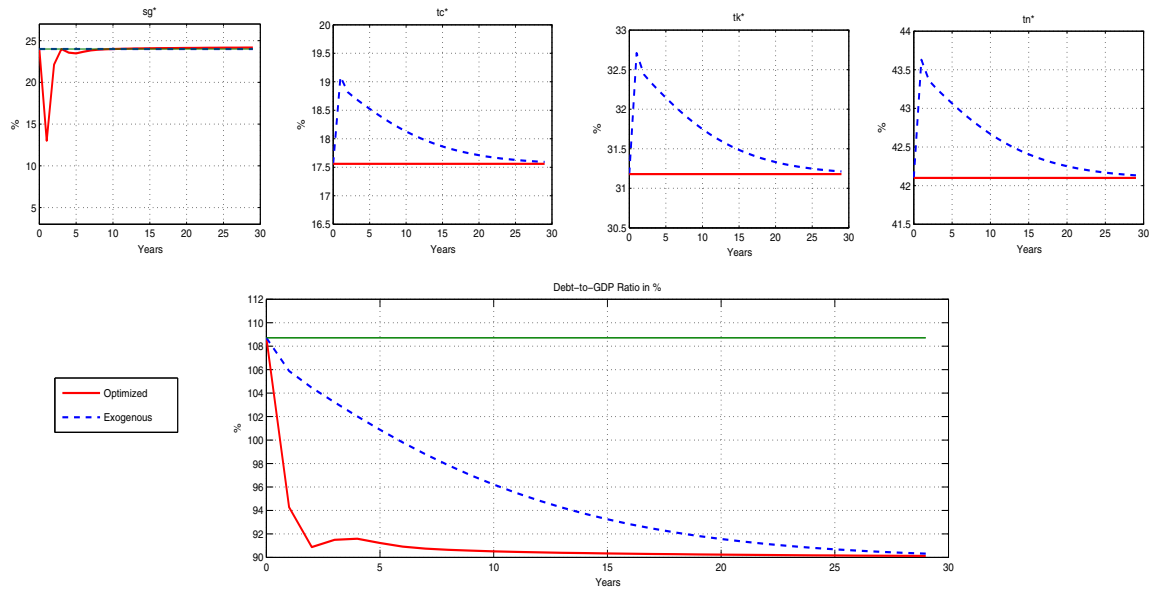 sg*
25
20
15
10
5
%
0 5 10 15 20 25 30
Years
tc*
20
19.5
19
18.5
18
17.5
17
16.5
%
0 5 10 15 20 25 30
Years
tk*
33
32.5
32
31.5
31
30.5
%
0 5 10 15 20 25 30
Years
tn*
44
43.5
43
42.5
42
41.5
%
0 5 10 15 20 25 30
Years
Optimized
Exogenous
Debt−to−GDP Ratio in %
112
110
108
106
104
102
100
98
96
94
92
90
%
0 5 10 15 20 25 30
Years